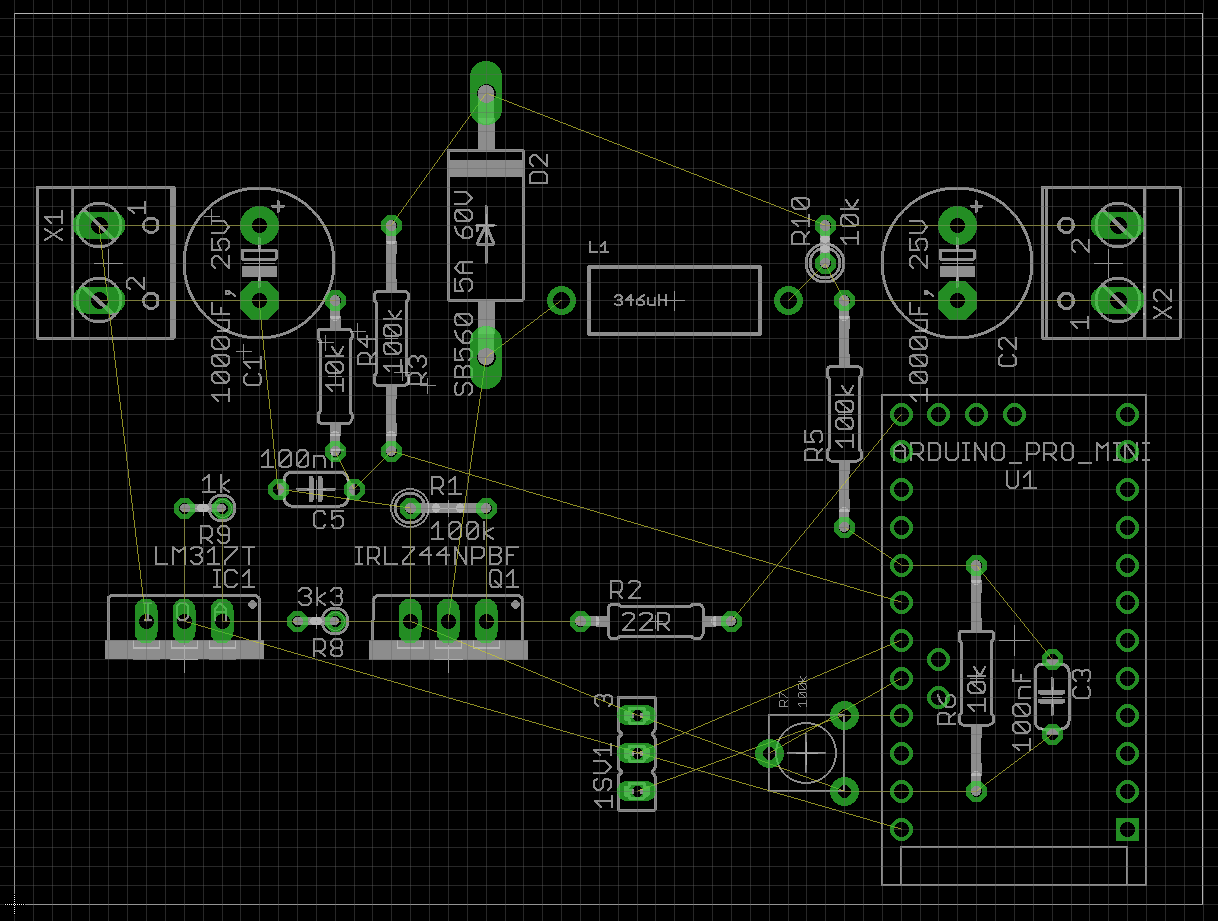 X1
1
2
1000uF, 25V
C1
+
10k
R4
100k
R3
SB560 5A 60V
D2
L1
346uH
R10
10k
1000uF, 25V
C2
+
2
1
X2
R5
100k
ARDUINO_PRO_MINI
U1
100nF
C5
1k
R9
LM317T
IC1
I
O
A
3k3
R8
R1
100k
IRLZ44NPBF
Q1
R2
22R
3
1
SV1
R7
100k
10k
100nF
C3